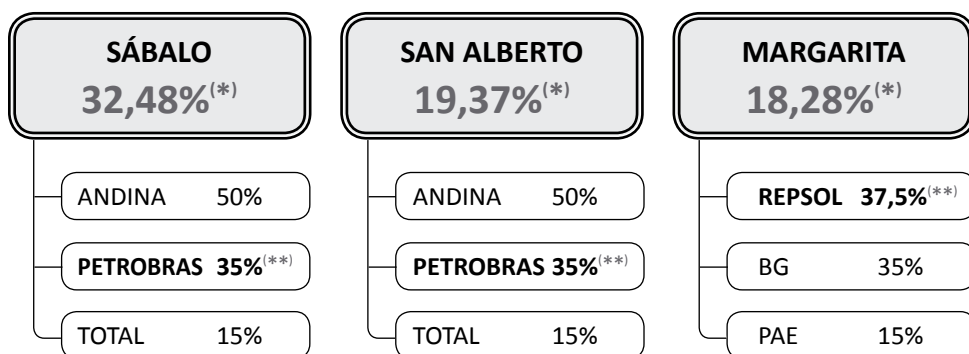 SÁBALO
32,48%(*)
ANDINA 50%
PETROBRAS 35%(**)
TOTAL 15%
SAN ALBERTO
19,37%(*)
ANDINA 50%
PETROBRAS 35%(**)
TOTAL 15%
MARGARITA
18,28%(*)
REPSOL 37,5%(**)
BG 35%
PAE 15%